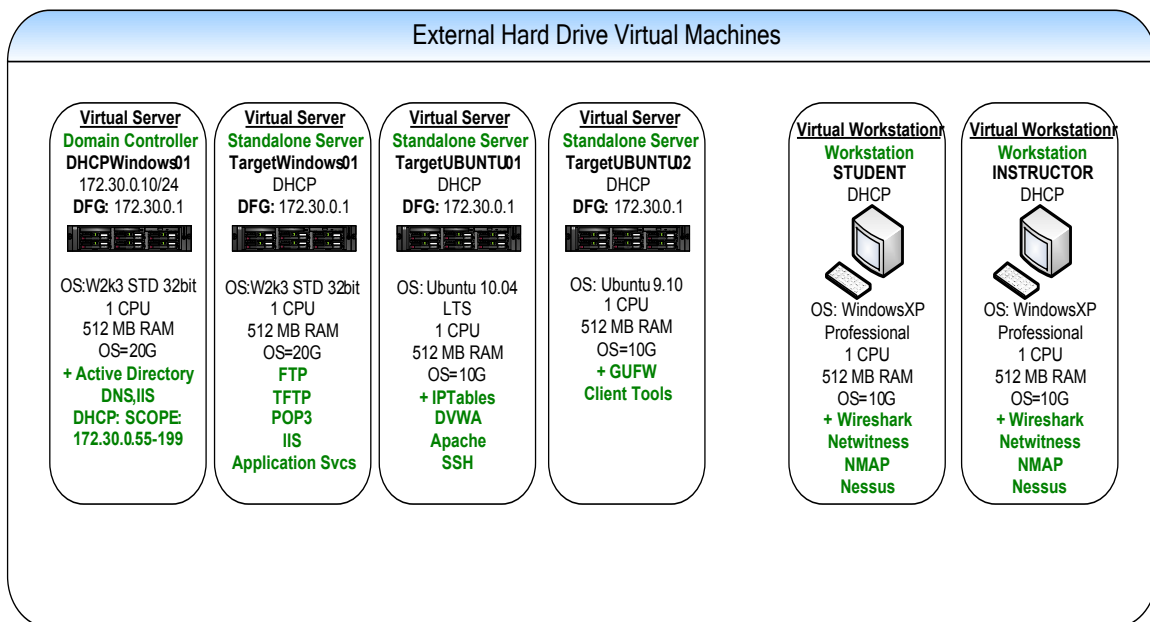 External Hard Drive Virtual Machines
Virtual Server
Domain Controller
DHCPWindows01
172.30.0.10/24
DFG: 172.30.0.1
OS:W2k3 STD 32bit
1 CPU
512 MB RAM
OS=20G
+ Active Directory
DNS,IIS
DHCP: SCOPE:
172.30.0.55-199
Virtual Server
Standalone Server
TargetWindows01
DHCP
DFG: 172.30.0.1
OS:W2k3 STD 32bit
1 CPU
512 MB RAM
OS=20G
FTP
TFTP
POP3
IIS
Application Svcs
Virtual Server
Standalone Server
TargetUBUNTU01
DHCP
DFG: 172.30.0.1
OS: Ubuntu 10.04
LTS
1 CPU
512 MB RAM
OS=10G
+ IPTables
DVWA
Apache
SSH
Virtual Server
Standalone Server
TargetUBUNTU02
DHCP
DFG: 172.30.0.1
OS: Ubuntu 9.10
1 CPU
512 MB RAM
OS=10G
+ GUFW
Client Tools
Virtual Workstationr
Workstation
STUDENT
DHCP
OS: WindowsXP
Professional
1 CPU
512 MB RAM
OS=10G
+ Wireshark
Netwitness
NMAP
Nessus
Virtual Workstationr
Workstation
INSTRUCTOR
DHCP
OS: WindowsXP
Professional
1 CPU
512 MB RAM
OS=10G
+ Wireshark
Netwitness
NMAP
Nessus